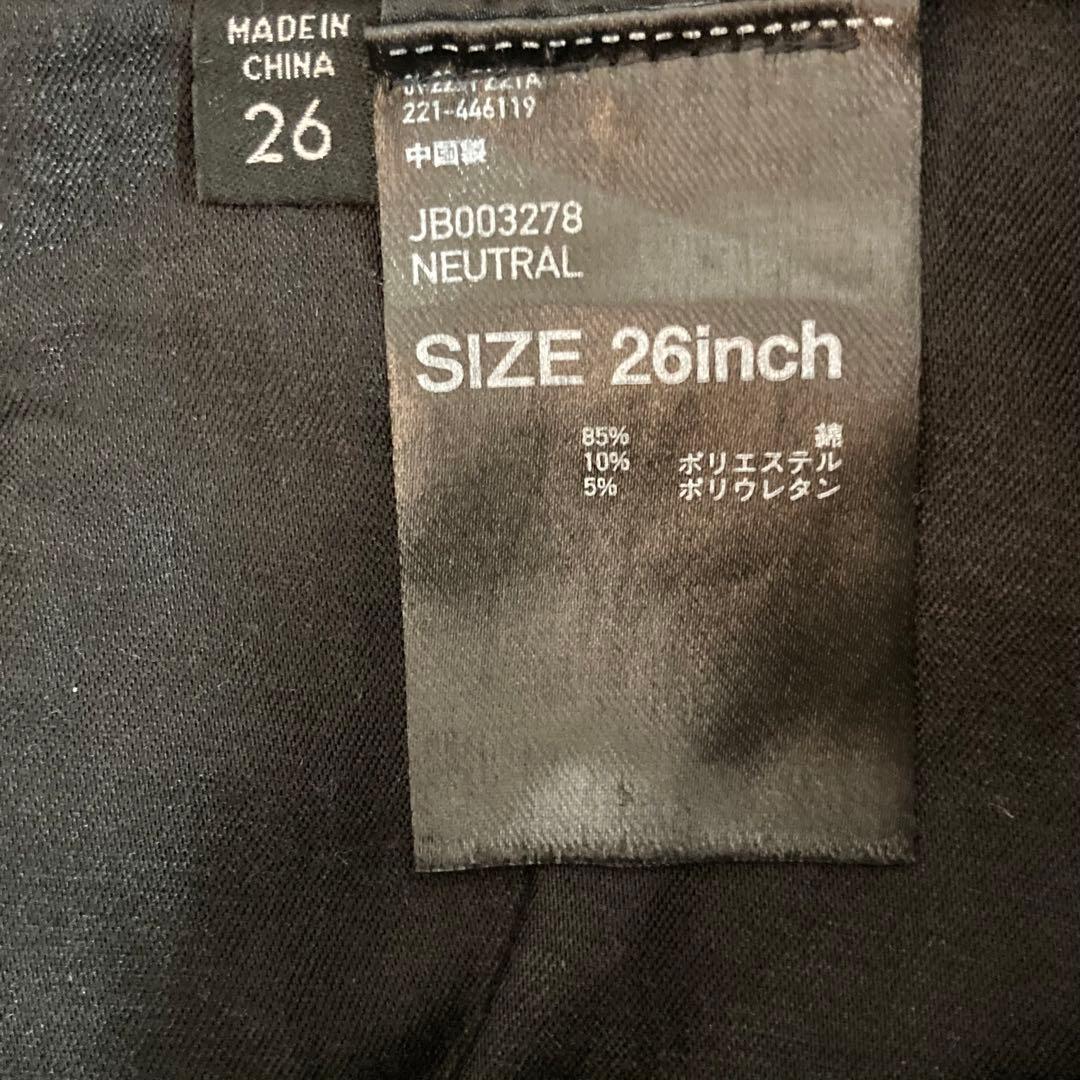 MADE IN
CHINA
26
221-446119
中国製
JB003278
NEUTRAL
SIZE 26inch
85% 綿
10% ポリエステル
5% ポリウレタン